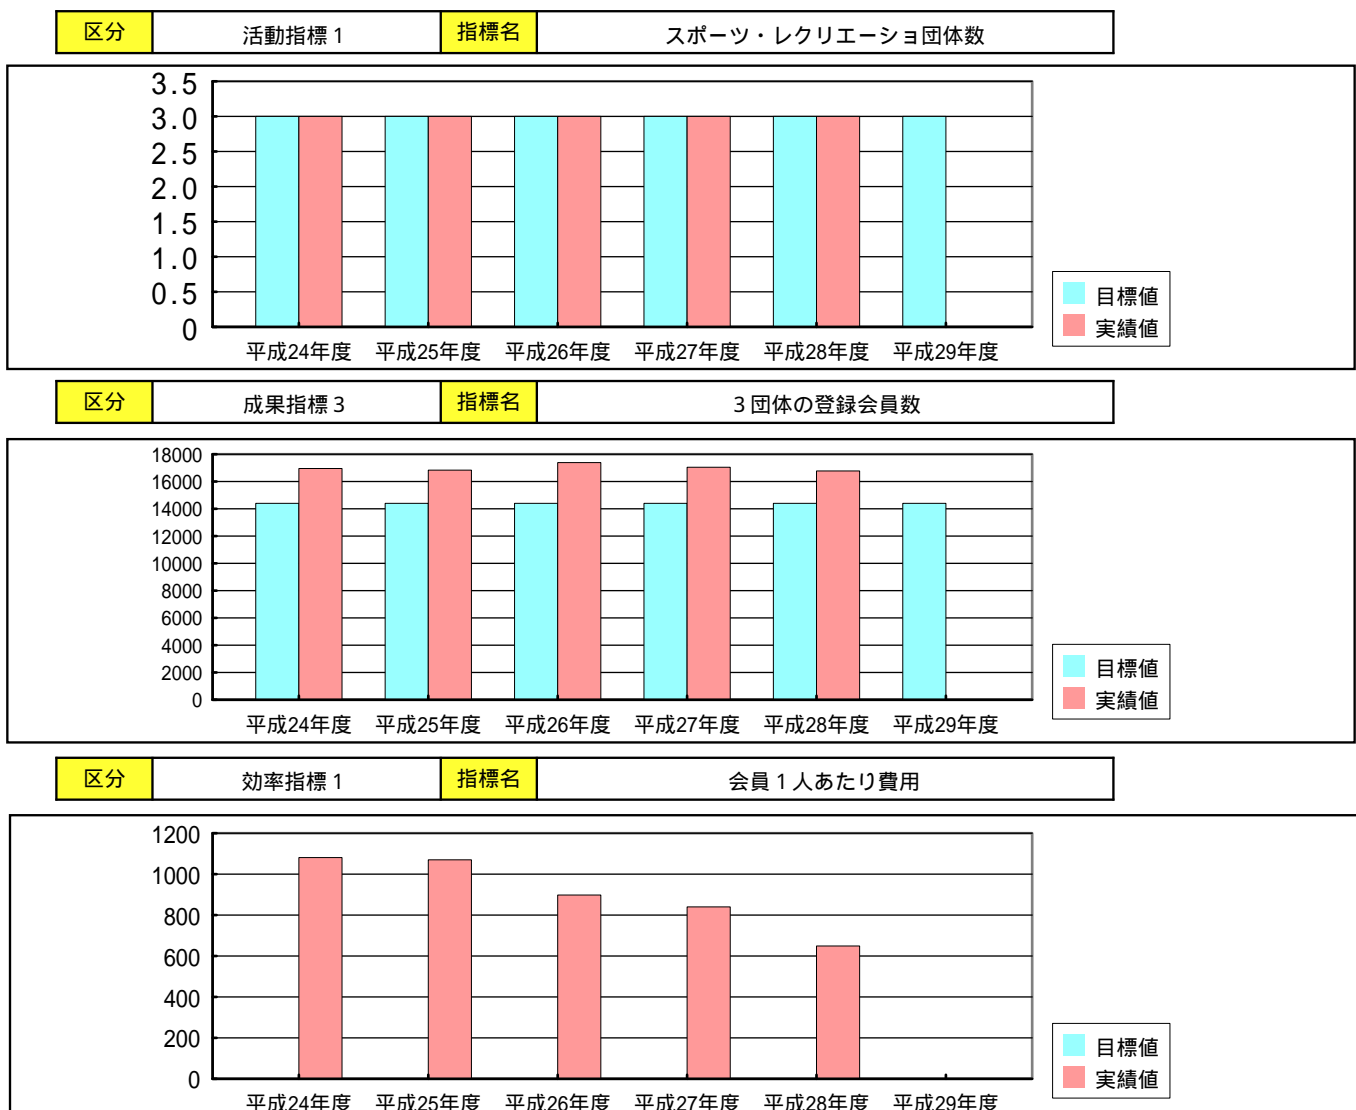 区分 活動指標1 指標名 スポーツ・レクリエーショ団体数
3.5
3.0
2.5
2.0
1.5
1.0
0.5
0
平成24年度 平成25年度 平成26年度 平成27年度 平成28年度 平成29年度
目標値
実績値
区分 成果指標3 指標名 3団体の登録会員数
18000
16000
14000
12000
10000
8000
6000
4000
2000
0
平成24年度 平成25年度 平成26年度 平成27年度 平成28年度 平成29年度
目標値
実績値
区分 効率指標1 指標名 会員1人あたり費用
1200
1000
800
600
400
200
0
平成24年度 平成25年度 平成26年度 平成27年度 平成28年度 平成29年度
目標値
実績値